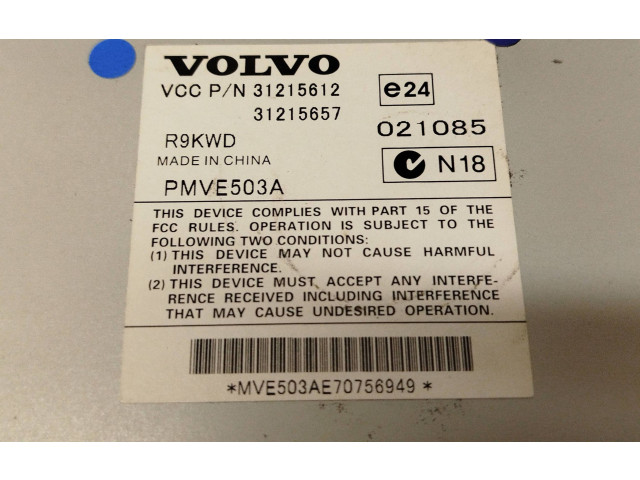 VOLVO
VCC P/N 31215612
31215657
e24
021085
R9KWD
MADE IN CHINA
N18
PMVE503A
THIS DEVICE COMPLIES WITH PART 15 OF THE
FCC RULES. OPERATION IS SUBJECT TO THE
FOLLOWING TWO CONDITIONS:
(1) THIS DEVICE MAY NOT CAUSE HARMFUL
INTERFERENCE.
(2) THIS DEVICE MUST ACCEPT ANY INTERFE-
RENCE RECEIVED INCLUDING INTERFERENCE
THAT MAY CAUSE UNDESIRED OPERATION.
*MVE503AE70756949*